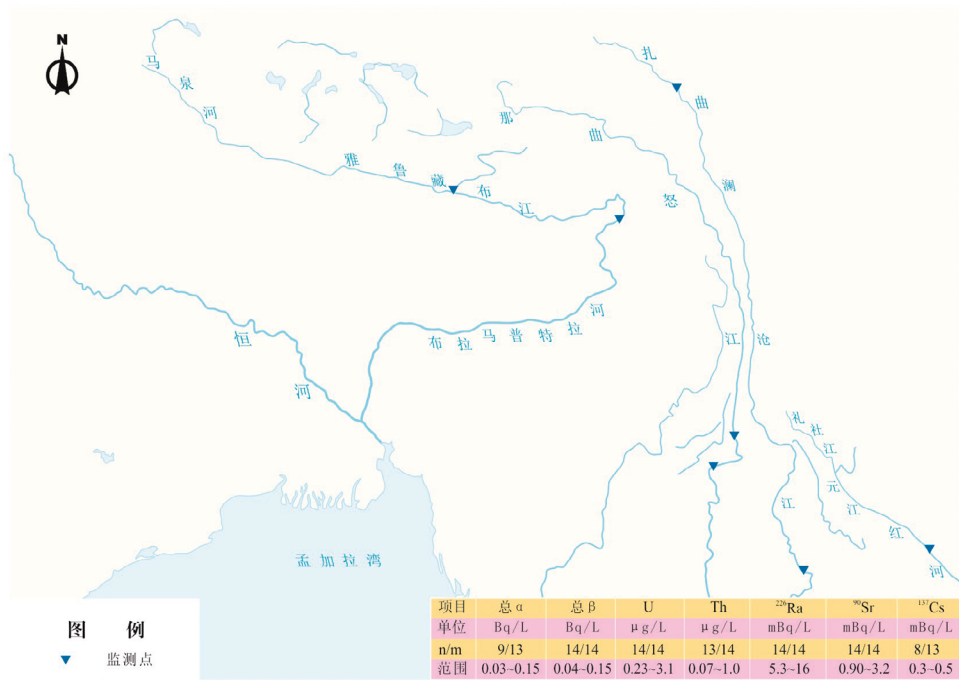 N
马泉河
雅鲁藏布江
那曲
怒江
扎曲
澜沧江
恒河
布拉马普特拉河
礼社江
元江
红河
孟加拉湾
图 例
监测点
项目 总α 总β U Th ²²⁶Ra ⁹⁰Sr ¹³⁷Cs
单位 Bq/L Bq/L μg/L μg/L mBq/L mBq/L mBq/L
n/m 9/13 14/14 14/14 13/14 14/14 14/14 8/13
范围 0.03~0.15 0.04~0.15 0.23~3.1 0.07~1.0 5.3~16 0.90~3.2 0.3~0.5